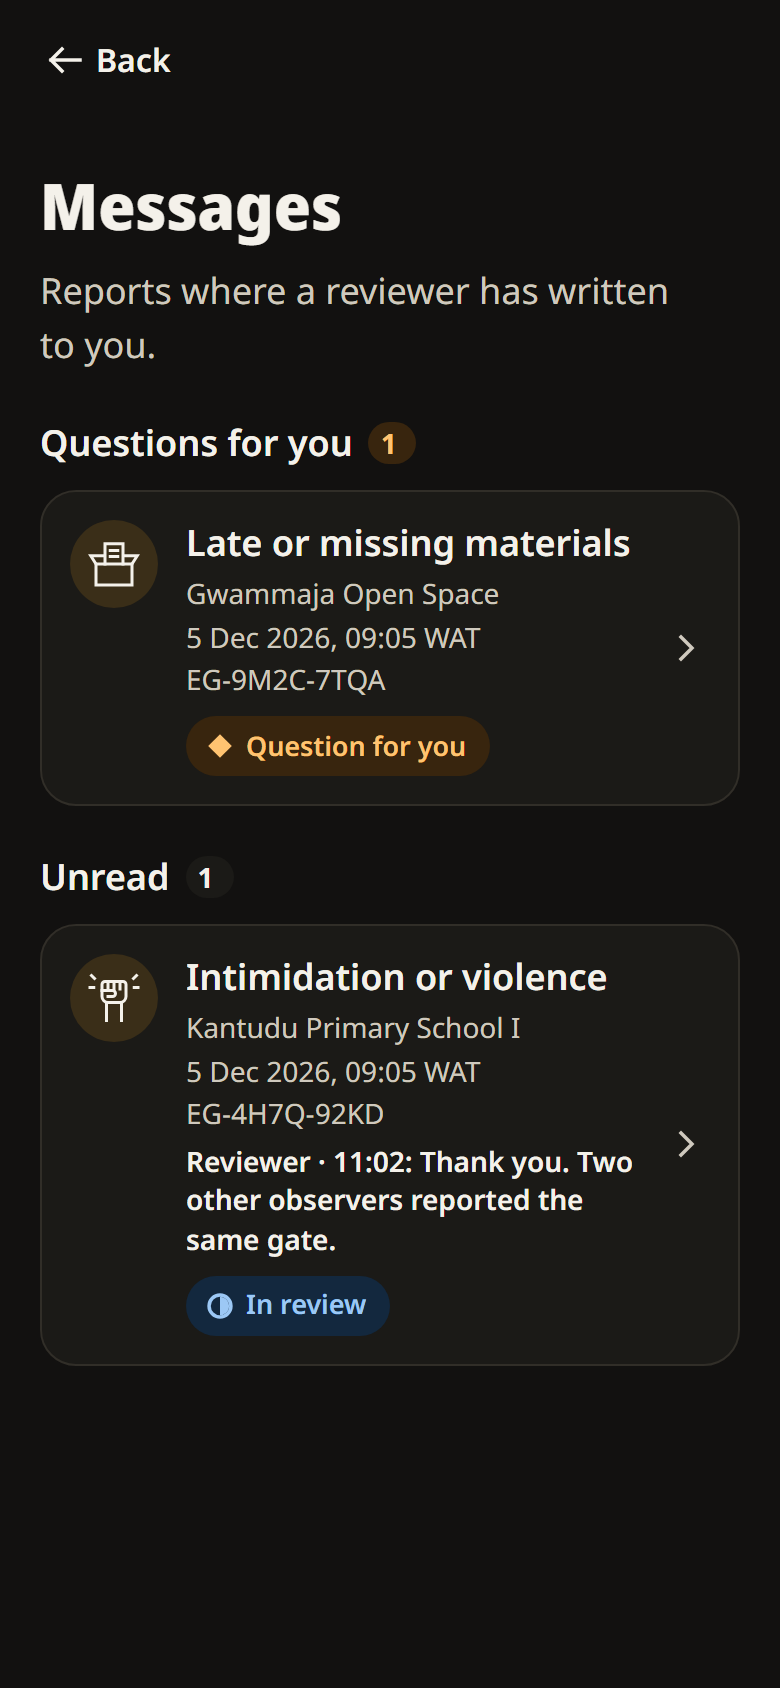 Back
Messages
Reports where a reviewer has written
to you.
Questions for you 1
Late or missing materials
Gwammaja Open Space
5 Dec 2026, 09:05 WAT
EG-9M2C-7TQA
Question for you
Unread 1
Intimidation or violence
Kantudu Primary School I
5 Dec 2026, 09:05 WAT
EG-4H7Q-92KD
Reviewer · 11:02: Thank you. Two
other observers reported the
same gate.
In review